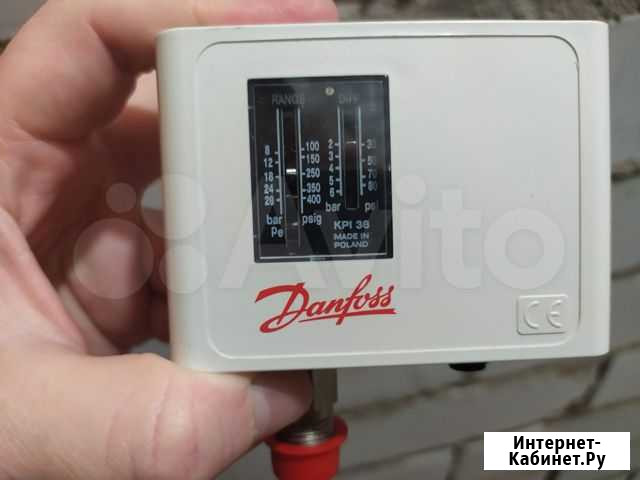 RANGE DIFF
8 100 2 30
12 150 3 50
18 250 4 70
24 350 5 80
28 400 6
bar psig bar psi
Pe
KPI 36
MADE IN
POLAND
Avito
Danfoss
CE
Интернет-
Кабинет.Ру